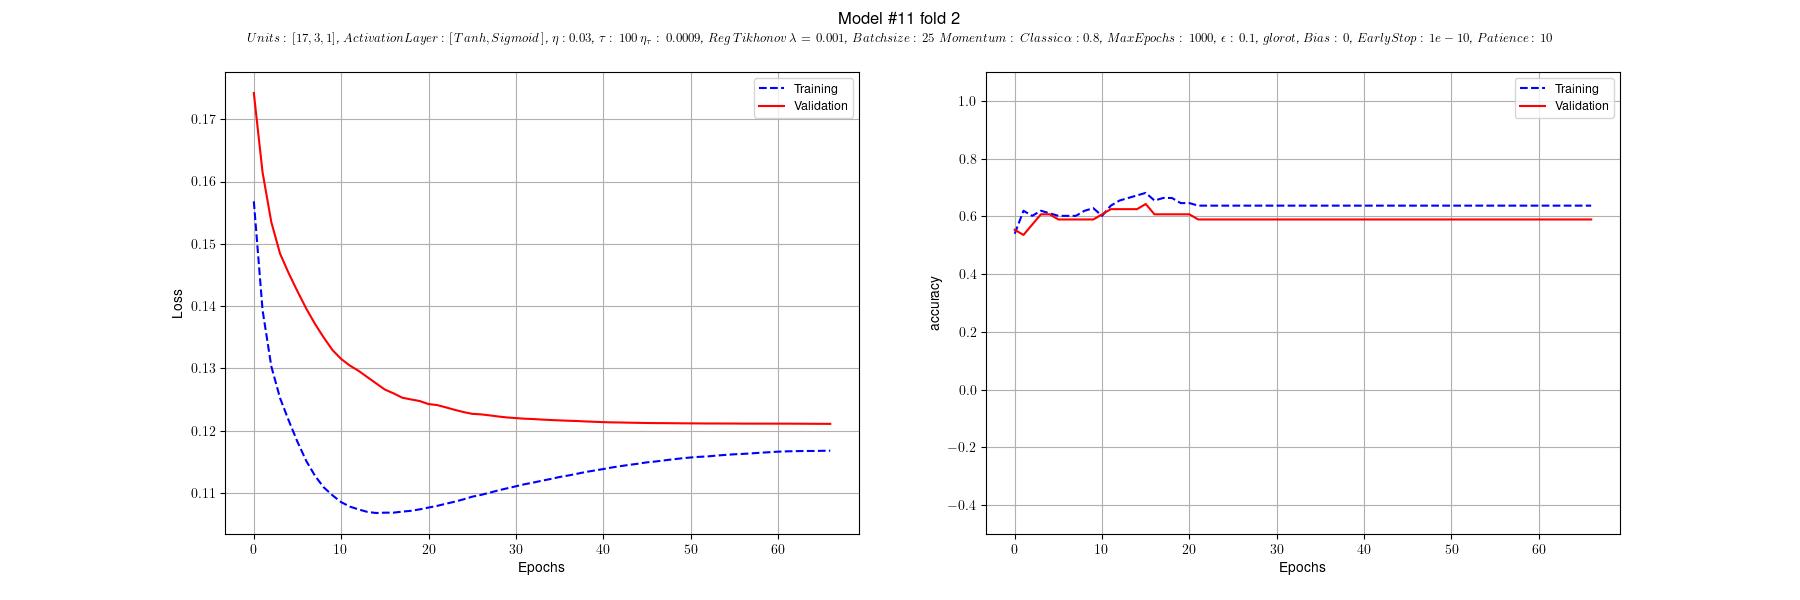 Model #11 fold 2
Units : [17, 3, 1], ActivationLayer : [Tanh, Sigmoid], η : 0.03, τ : 100 η_τ : 0.0009, Reg Tikhonov λ = 0.001, Batchsize : 25 Momentum : Classic α : 0.8, MaxEpochs : 1000, ϵ : 0.1, glorot, Bias : 0, EarlyStop : 1e − 10, Patience : 10
Training
Validation
0.17
0.16
0.15
0.14
0.13
0.12
0.11
Loss
0 10 20 30 40 50 60
Epochs
Training
Validation
1.0
0.8
0.6
0.4
0.2
0.0
−0.2
−0.4
accuracy
0 10 20 30 40 50 60
Epochs